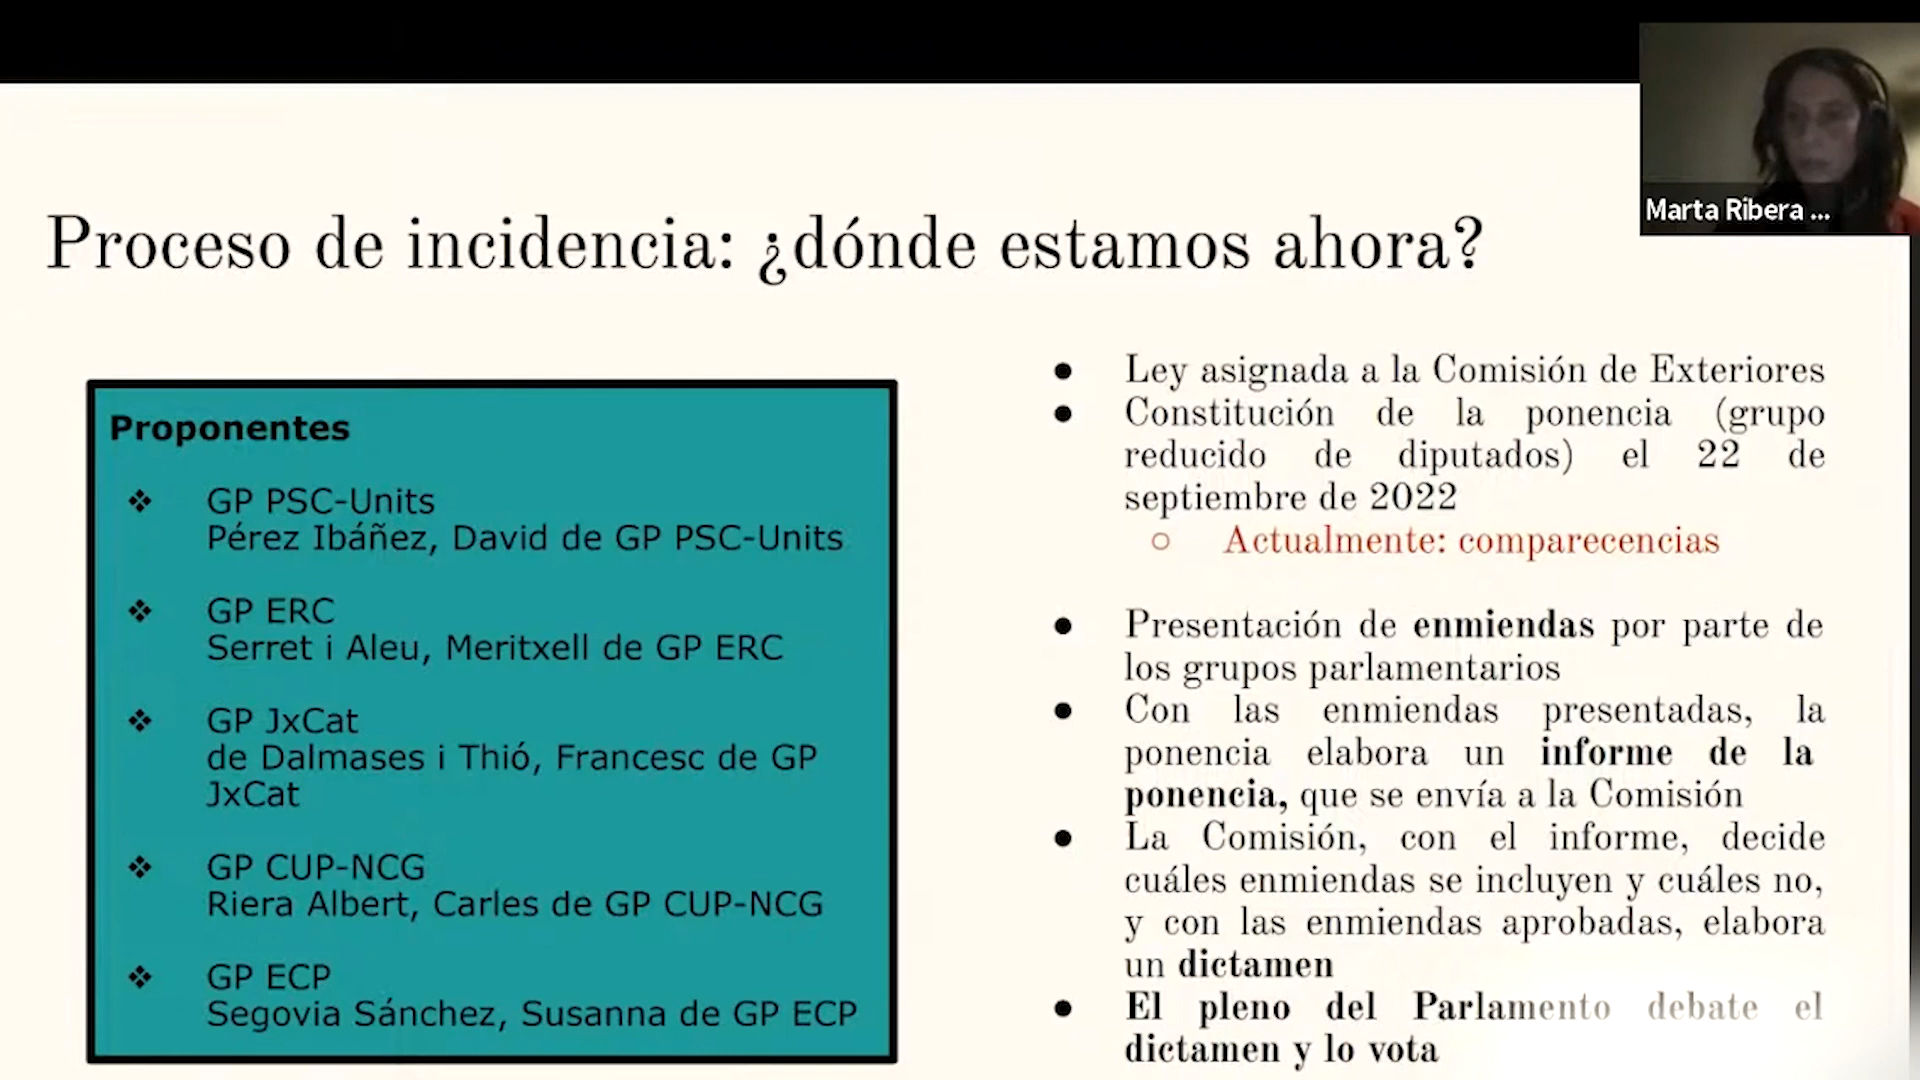 Marta Ribera ...
Proceso de incidencia: ¿dónde estamos ahora?
Proponentes
❖ GP PSC-Units
Pérez Ibáñez, David de GP PSC-Units
❖ GP ERC
Serret i Aleu, Meritxell de GP ERC
❖ GP JxCat
de Dalmases i Thió, Francesc de GP
JxCat
❖ GP CUP-NCG
Riera Albert, Carles de GP CUP-NCG
❖ GP ECP
Segovia Sánchez, Susanna de GP ECP
● Ley asignada a la Comisión de Exteriores
● Constitución de la ponencia (grupo
reducido de diputados) el 22 de
septiembre de 2022
○ Actualmente: comparecencias
● Presentación de enmiendas por parte de
los grupos parlamentarios
● Con las enmiendas presentadas, la
ponencia elabora un informe de la
ponencia, que se envía a la Comisión
● La Comisión, con el informe, decide
cuáles enmiendas se incluyen y cuáles no,
y con las enmiendas aprobadas, elabora
un dictamen
● El pleno del Parlamento debate el
dictamen y lo vota